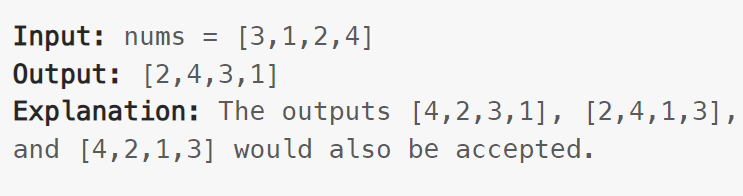 Input: nums = [3,1,2,4]
Output: [2,4,3,1]
Explanation: The outputs [4,2,3,1], [2,4,1,3],
and [4,2,1,3] would also be accepted.